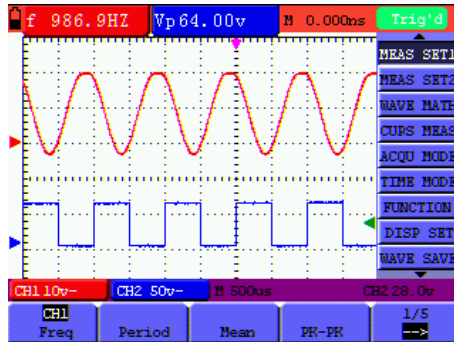 f 986.9HZ Vp64.00v M 0.000ns Trig'd
MEAS SET1
MEAS SET2
WAVE MATH
CURS MEAS
ACQU MODE
TIME MODE
FUNCTION
DISP SET
WAVE SAVE
CH1 10v~ CH2 50v~ M 500us CH2 28.0v
CH1 Freq Period Mean PK-PK 1/5 -->